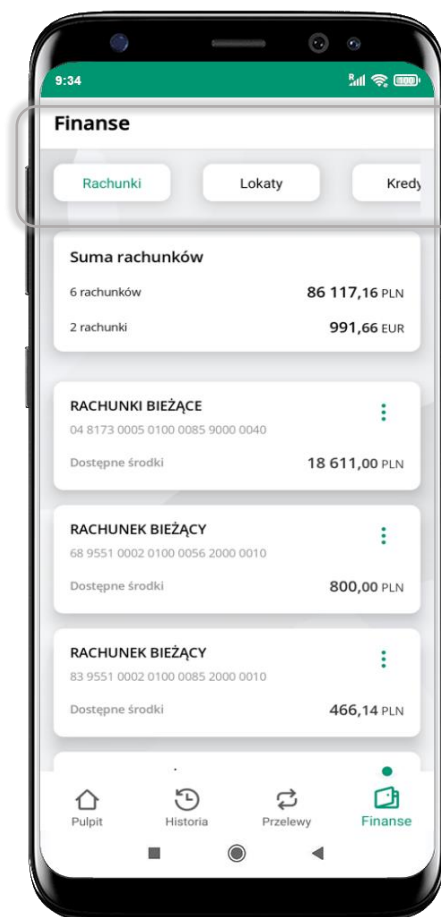 9:34
R 100
Finanse
Rachunki Lokaty Kredy
Suma rachunków
6 rachunków 86 117,16 PLN
2 rachunki 991,66 EUR
RACHUNKI BIEŻĄCE
04 8173 0005 0100 0085 9000 0040
Dostępne środki 18 611,00 PLN
RACHUNEK BIEŻĄCY
68 9551 0002 0100 0056 2000 0010
Dostępne środki 800,00 PLN
RACHUNEK BIEŻĄCY
83 9551 0002 0100 0085 2000 0010
Dostępne środki 466,14 PLN
Pulpit Historia Przelewy Finanse